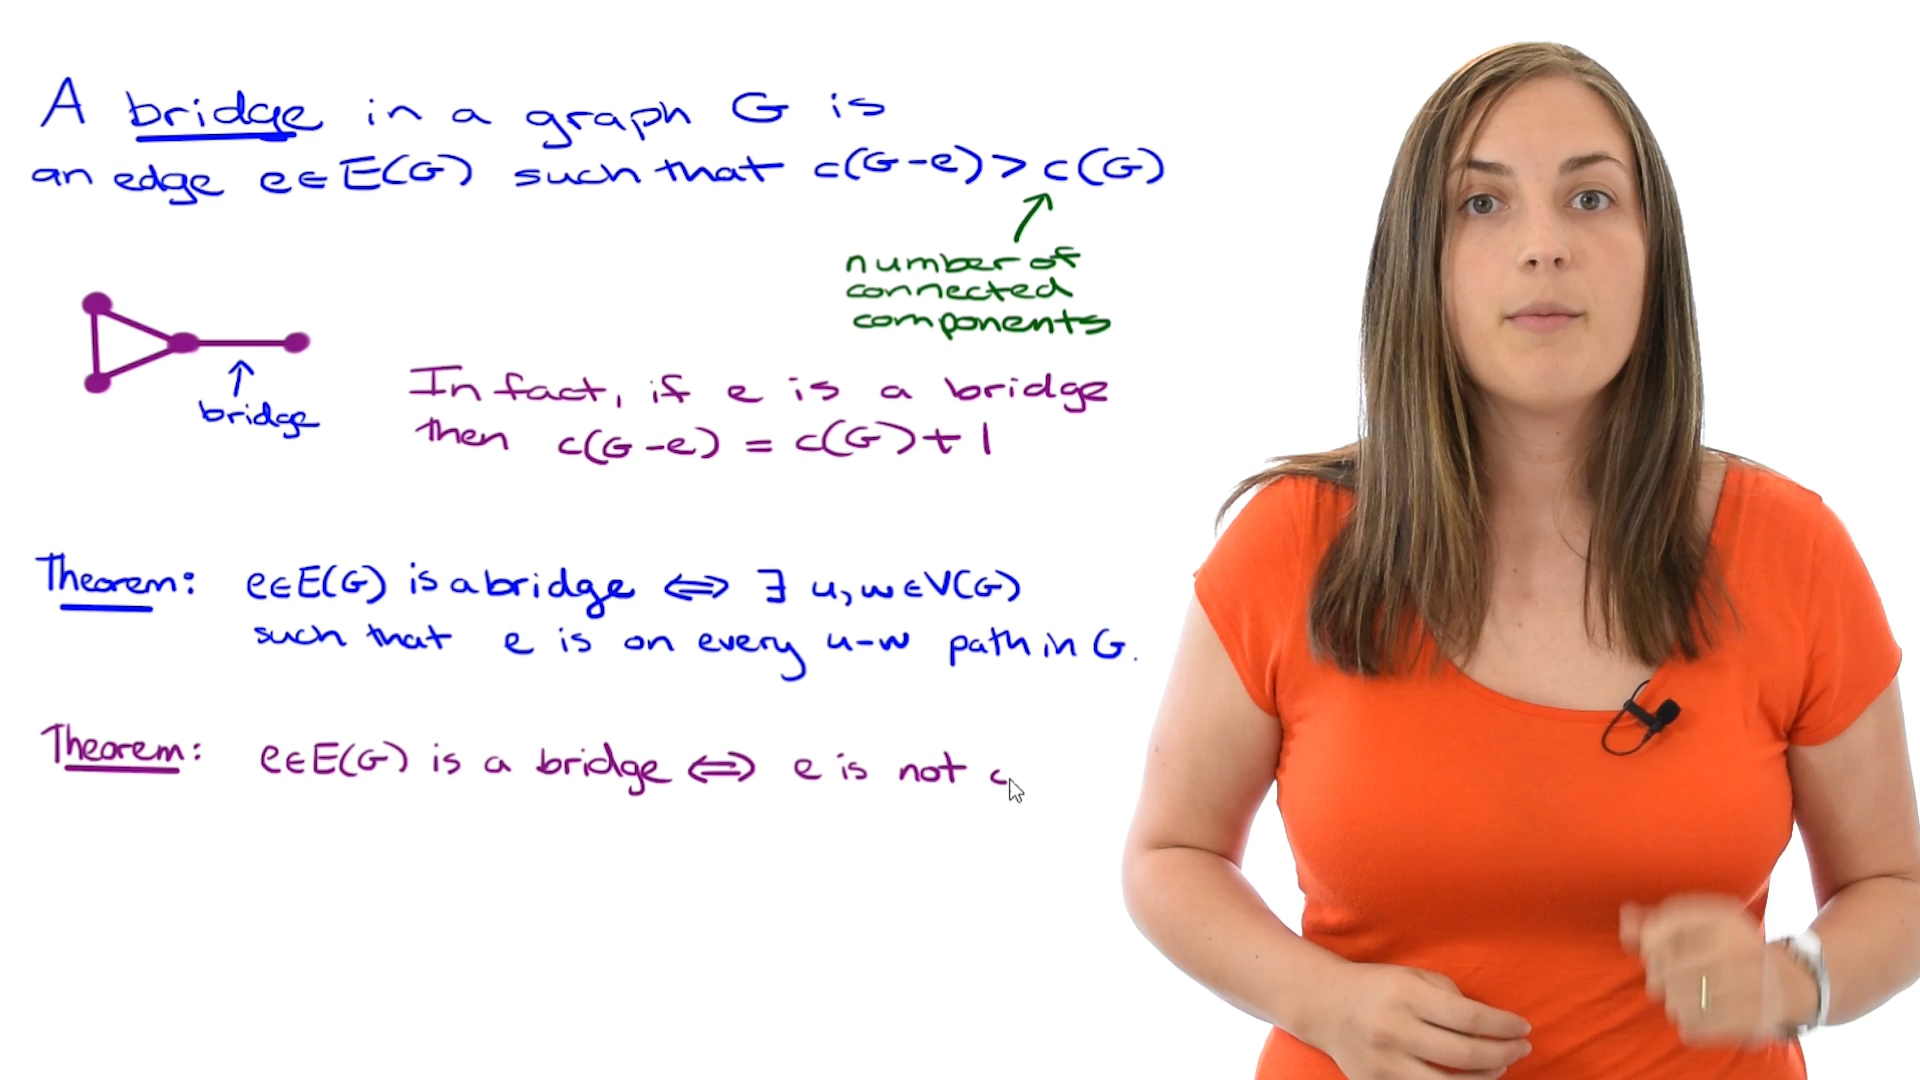 A bridge in a graph G is
an edge e∈E(G) such that c(G-e)>c(G)
number of
connected
components
bridge
In fact, if e is a bridge
then c(G-e) = c(G)+1
Theorem: e∈E(G) is a bridge ⇔ ∃ u,w∈V(G)
such that e is on every u-w path in G.
Theorem: e∈E(G) is a bridge ⇔ e is not